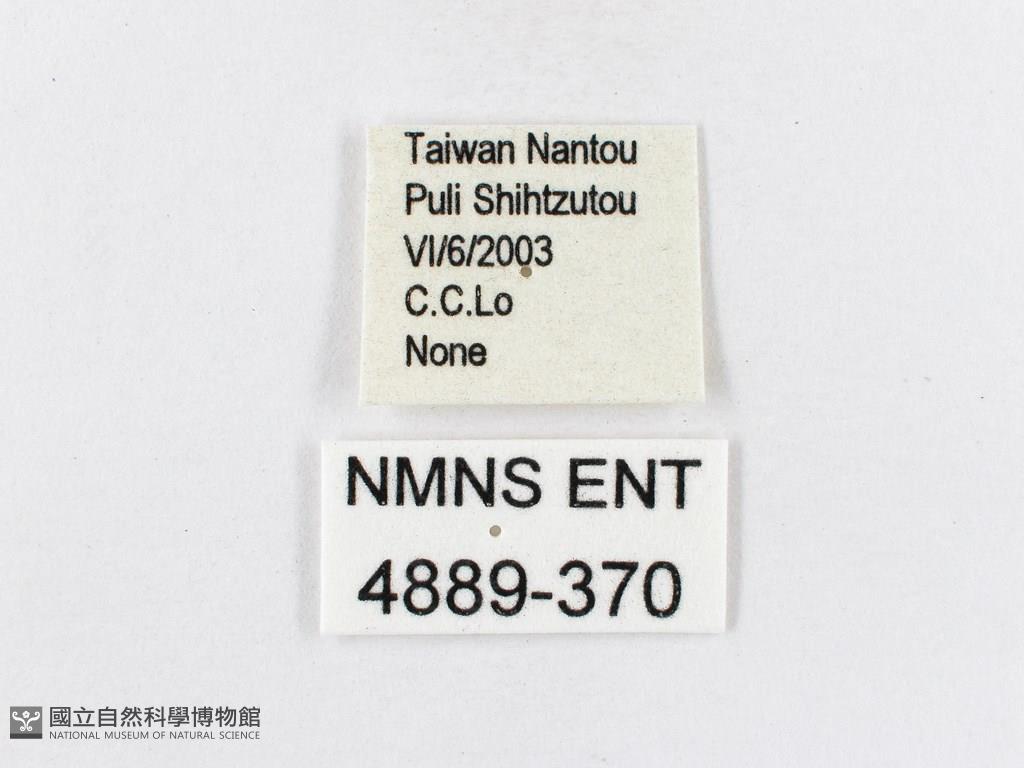 Taiwan Nantou
Puli Shihtzutou
VI/6/2003
C.C.Lo
None
NMNS ENT
4889-370
國立自然科學博物館
NATIONAL MUSEUM OF NATURAL SCIENCE